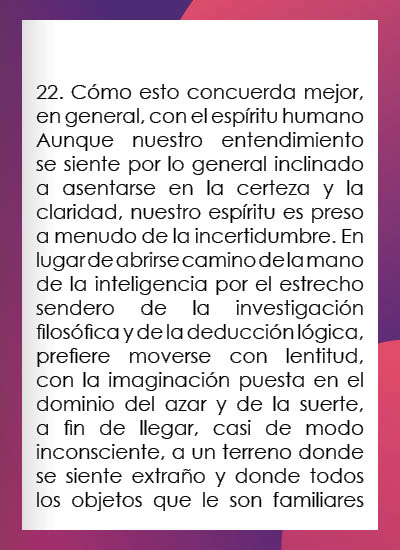 22. Cómo esto concuerda mejor,
en general, con el espíritu humano
Aunque nuestro entendimiento
se siente por lo general inclinado
a asentarse en la certeza y la
claridad, nuestro espíritu es preso
a menudo de la incertidumbre. En
lugar de abrirse camino de la mano
de la inteligencia por el estrecho
sendero de la investigación
filosófica y de la deducción lógica,
prefiere moverse con lentitud,
con la imaginación puesta en el
dominio del azar y de la suerte,
a fin de llegar, casi de modo
inconsciente, a un terreno donde
se siente extraño y donde todos
los objetos que le son familiares